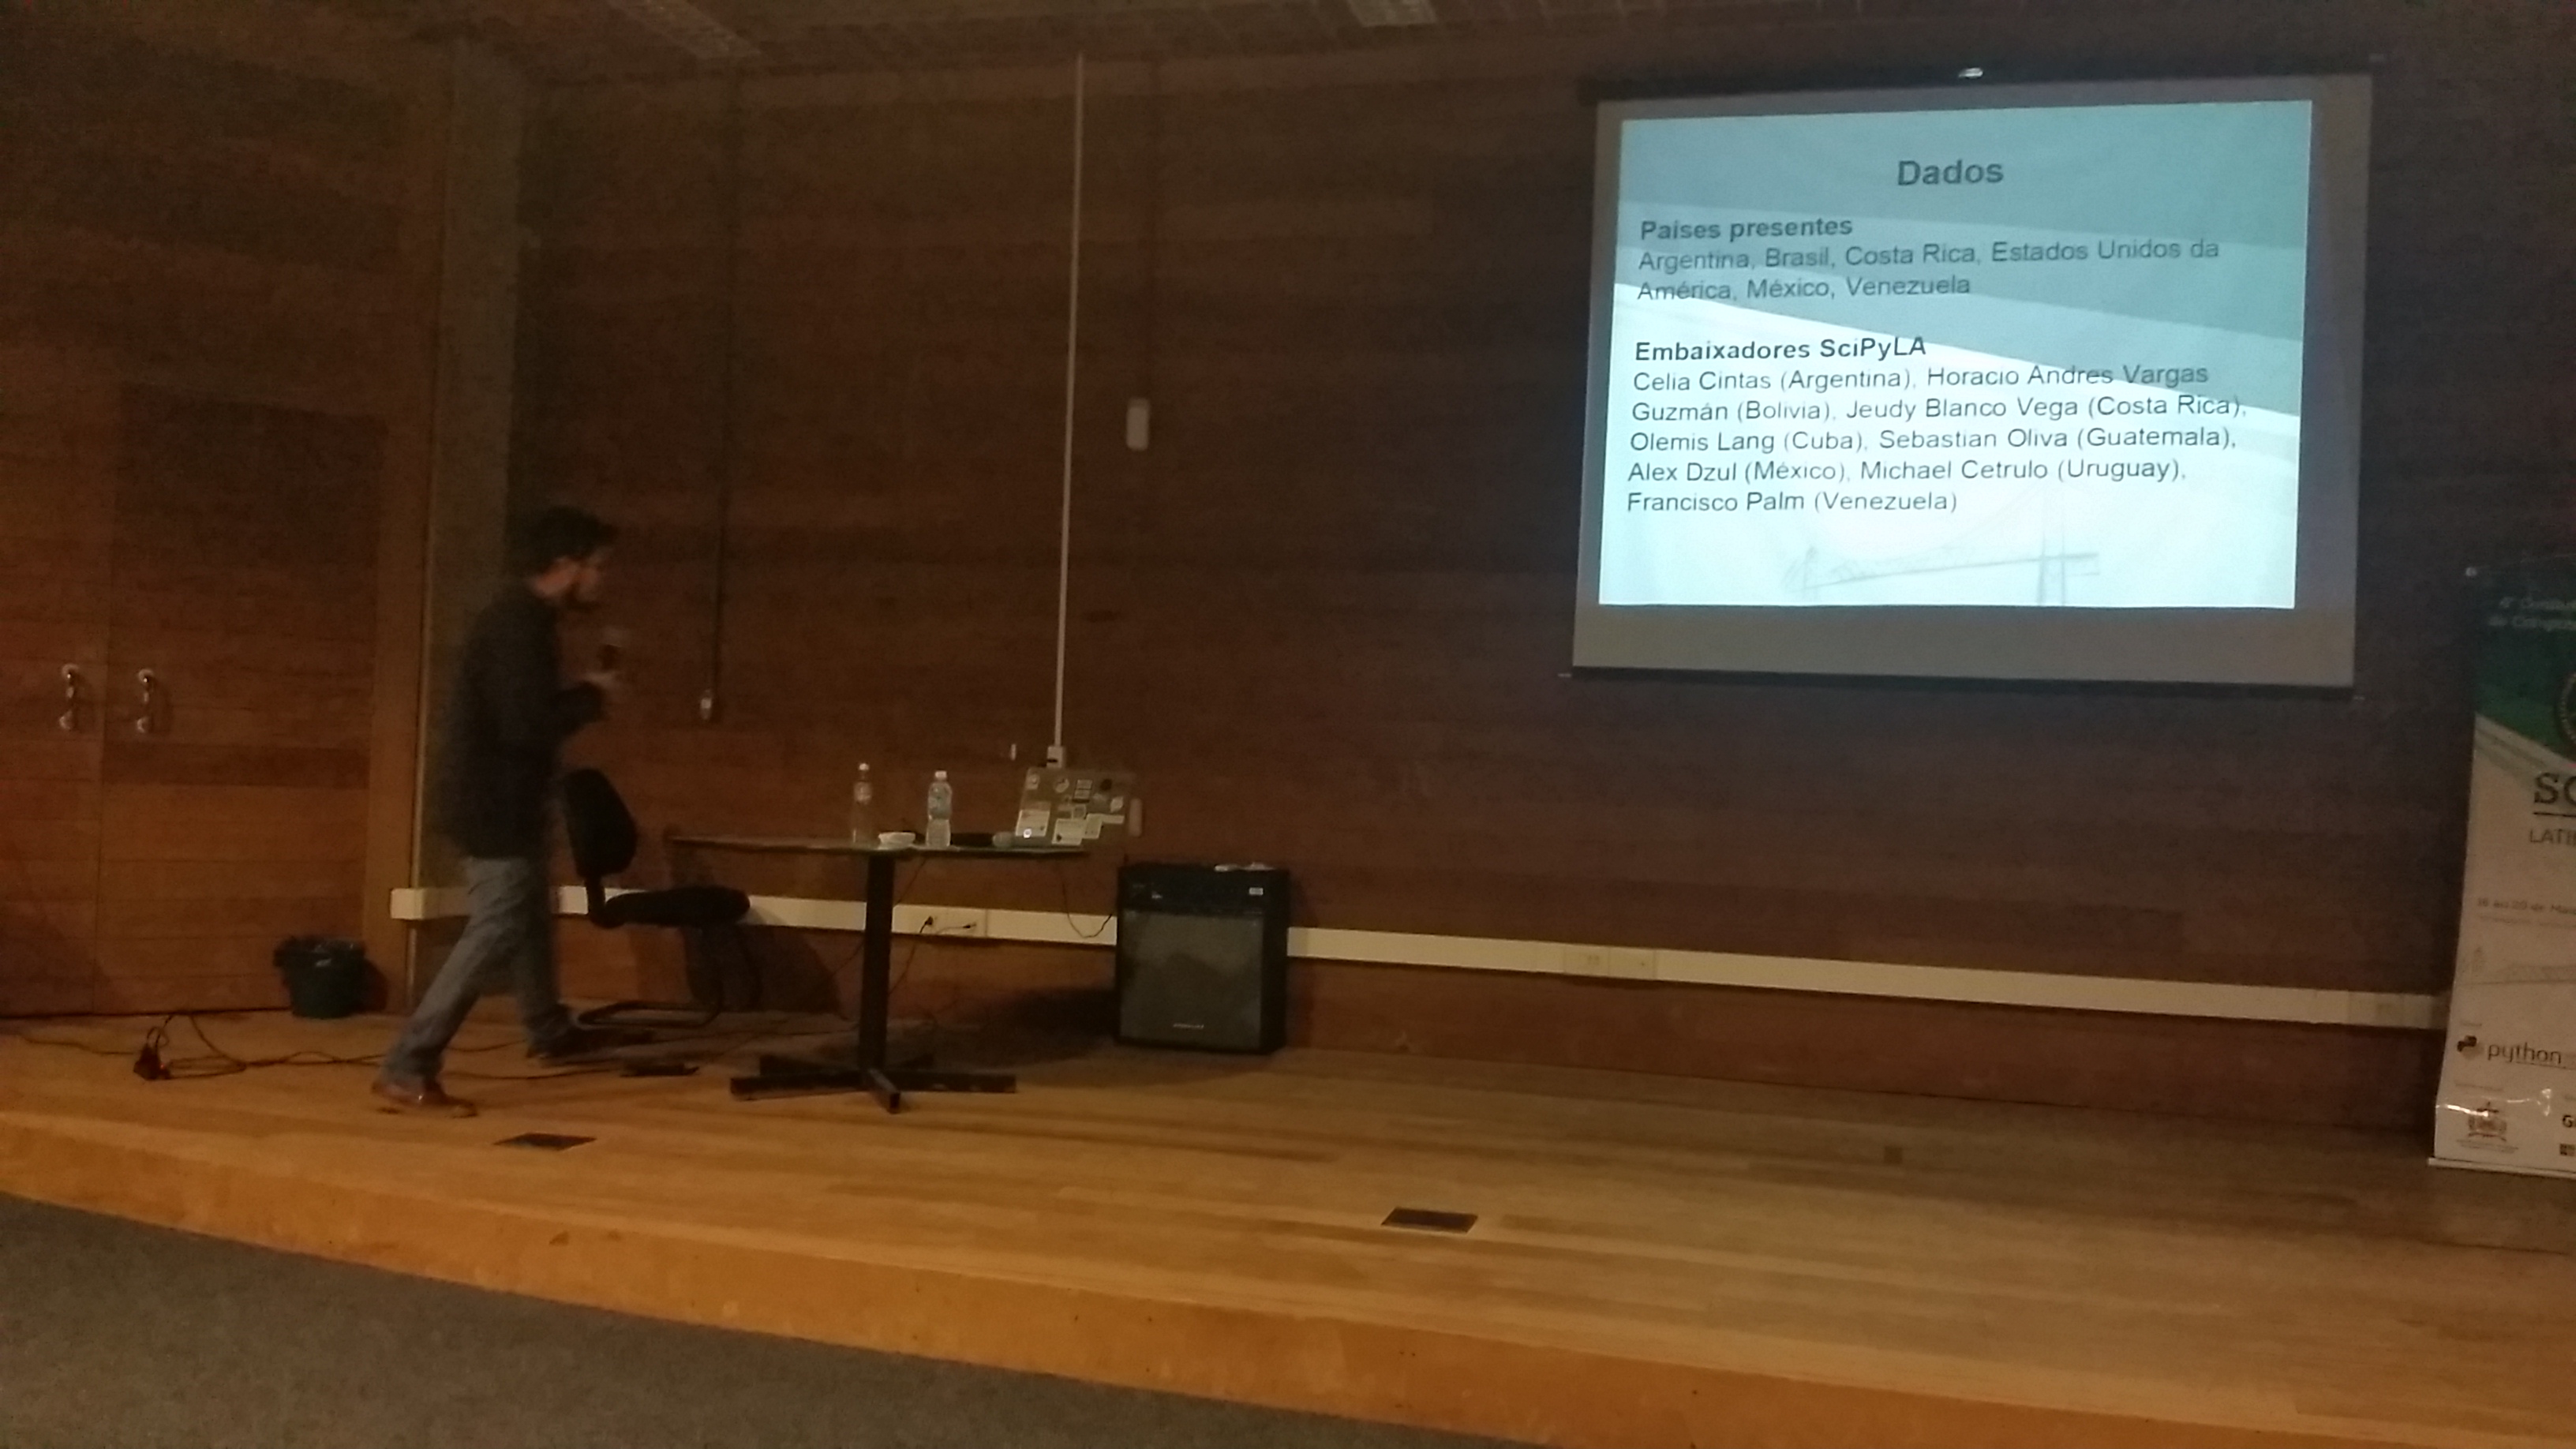 Dados
Países presentes
Argentina, Brasil, Costa Rica, Estados Unidos da
América, México, Venezuela
Embaixadores SciPyLA
Celia Cintas (Argentina), Horacio Andres Vargas
Guzmán (Bolivia), Jeudy Blanco Vega (Costa Rica),
Olemis Lang (Cuba), Sebastian Oliva (Guatemala),
Alex Dzul (México), Michael Cetrulo (Uruguay),
Francisco Palm (Venezuela)
python